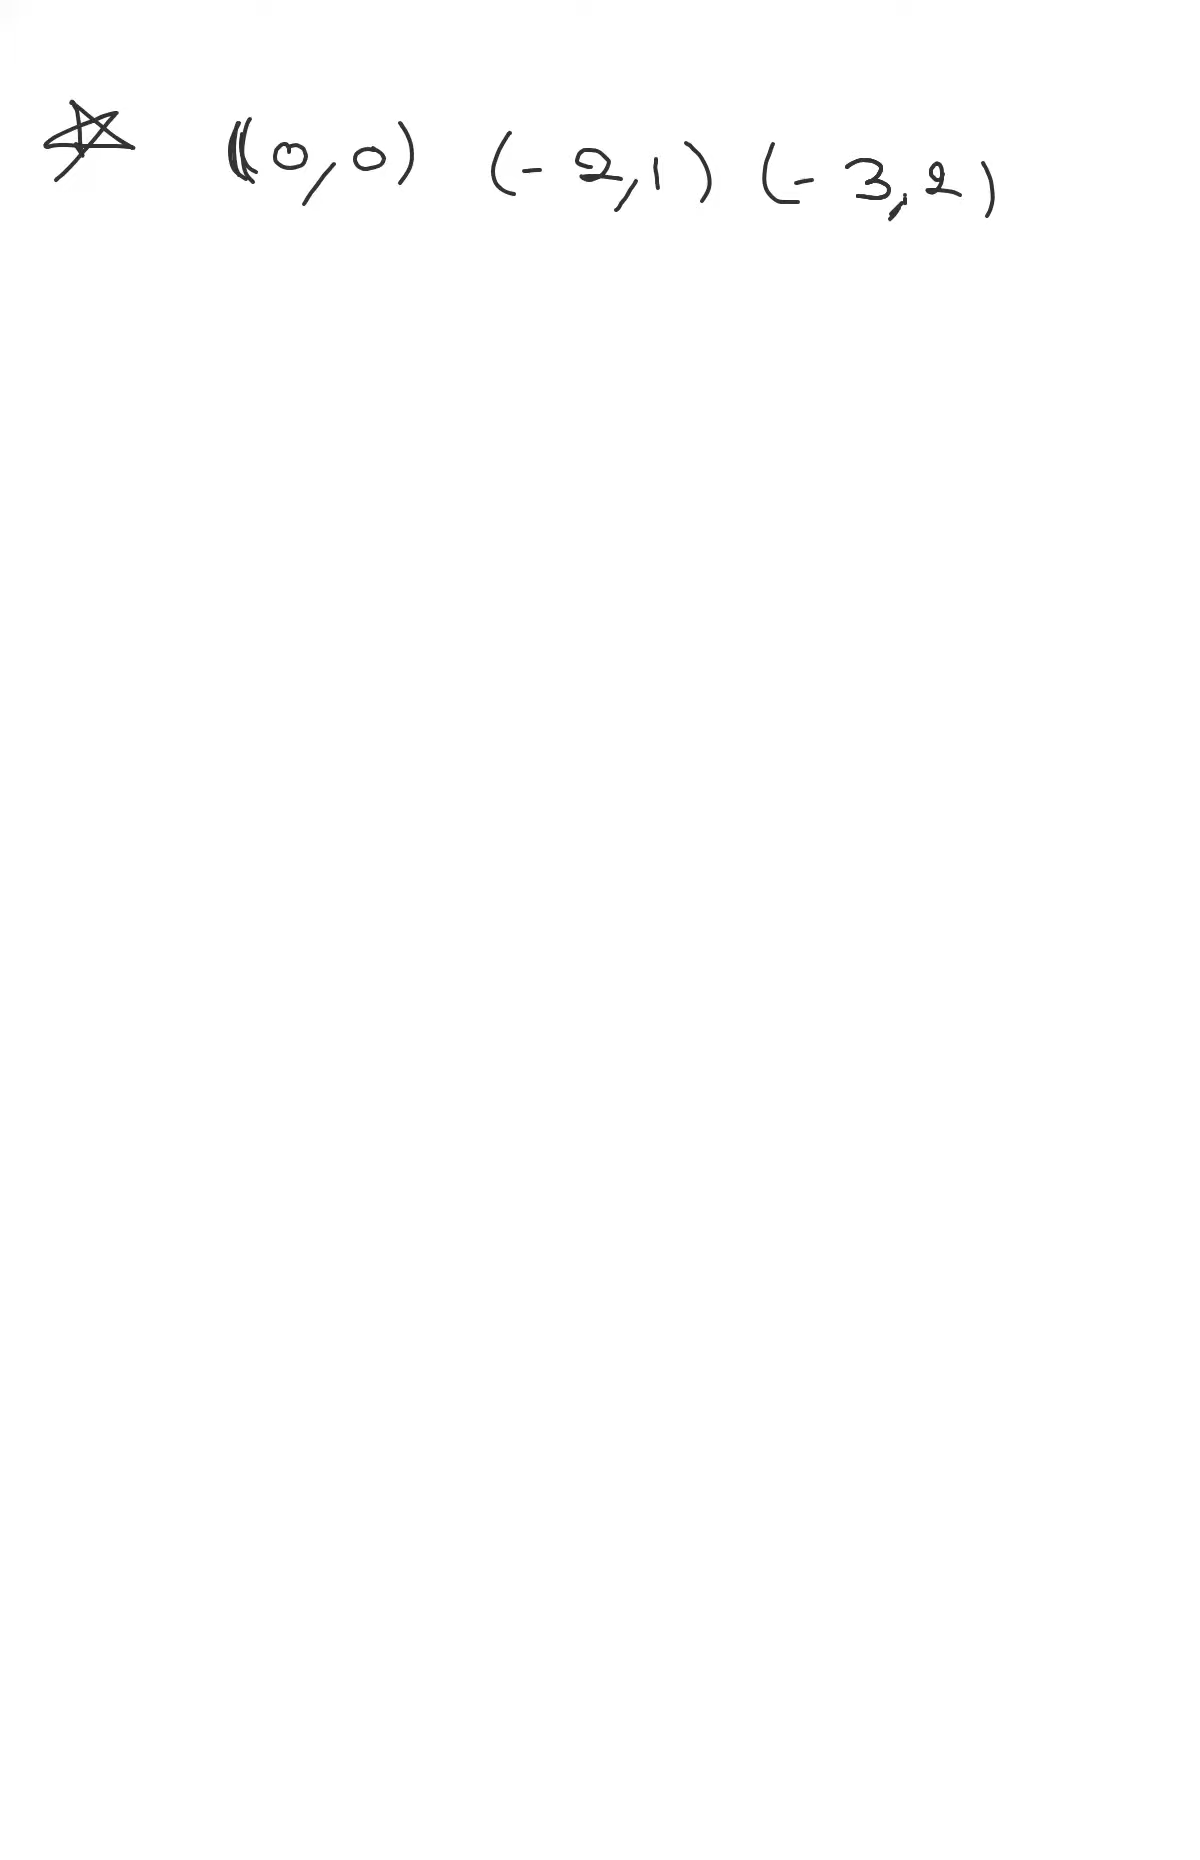 ☆ ((0,0) (-2,1) (-3,2)